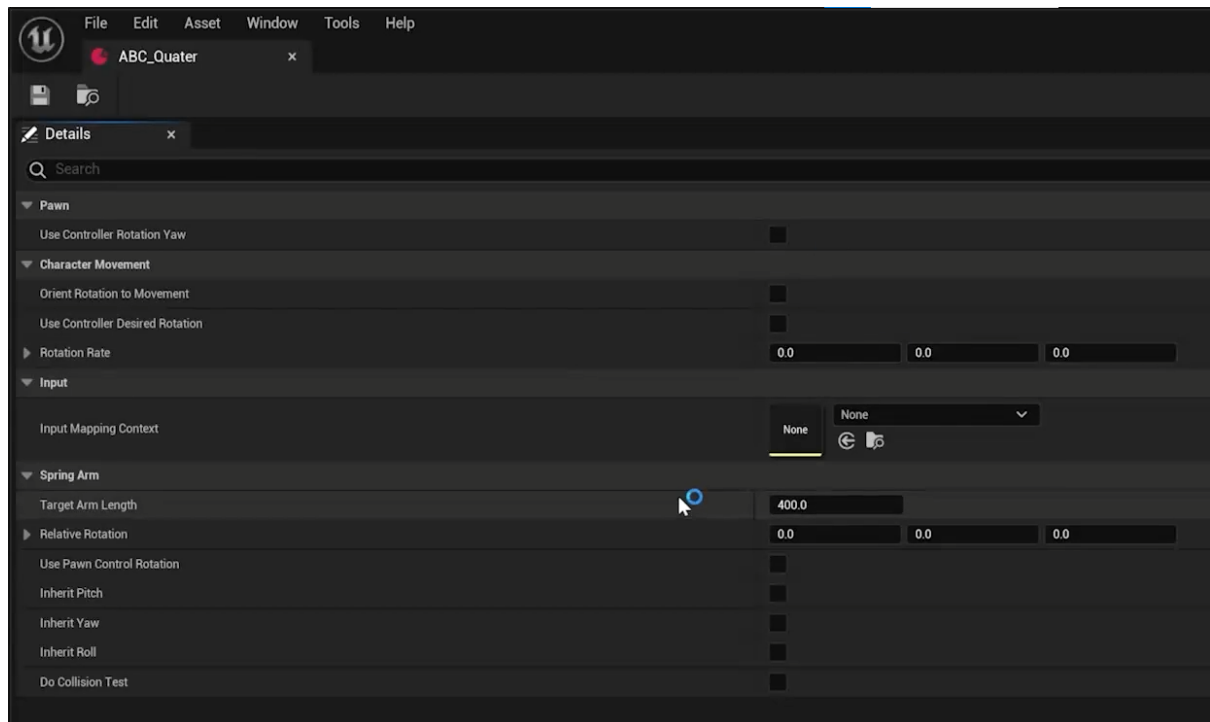 File Edit Asset Window Tools Help
ABC_Quater
Details
Search
Pawn
Use Controller Rotation Yaw
Character Movement
Orient Rotation to Movement
Use Controller Desired Rotation
Rotation Rate 0.0 0.0 0.0
Input
Input Mapping Context None None
Spring Arm
Target Arm Length 400.0
Relative Rotation 0.0 0.0 0.0
Use Pawn Control Rotation
Inherit Pitch
Inherit Yaw
Inherit Roll
Do Collision Test